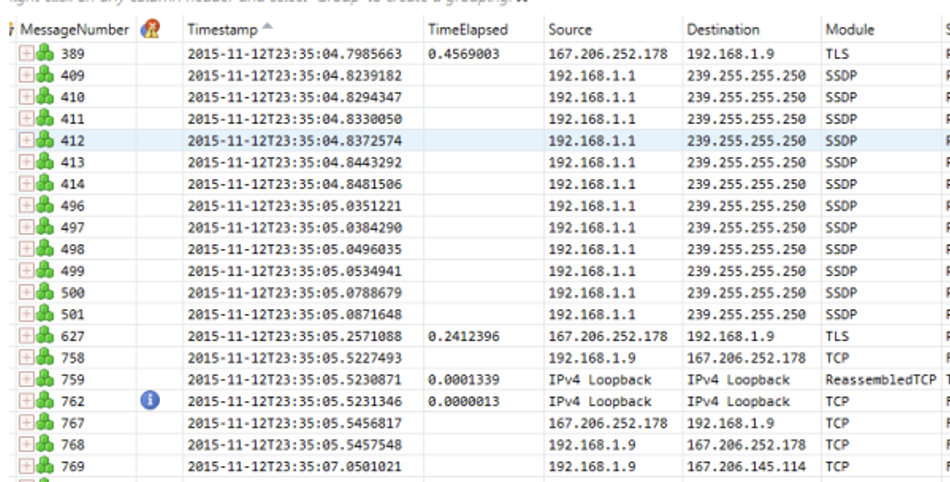 right click on any column header and select 'Group' to create a grouping.
MessageNumber Timestamp TimeElapsed Source Destination Module
389 2015-11-12T23:35:04.7985663 0.4569003 167.206.252.178 192.168.1.9 TLS
409 2015-11-12T23:35:04.8239182 192.168.1.1 239.255.255.250 SSDP
410 2015-11-12T23:35:04.8294347 192.168.1.1 239.255.255.250 SSDP
411 2015-11-12T23:35:04.8330050 192.168.1.1 239.255.255.250 SSDP
412 2015-11-12T23:35:04.8372574 192.168.1.1 239.255.255.250 SSDP
413 2015-11-12T23:35:04.8443292 192.168.1.1 239.255.255.250 SSDP
414 2015-11-12T23:35:04.8481506 192.168.1.1 239.255.255.250 SSDP
496 2015-11-12T23:35:05.0351221 192.168.1.1 239.255.255.250 SSDP
497 2015-11-12T23:35:05.0384290 192.168.1.1 239.255.255.250 SSDP
498 2015-11-12T23:35:05.0496035 192.168.1.1 239.255.255.250 SSDP
499 2015-11-12T23:35:05.0534941 192.168.1.1 239.255.255.250 SSDP
500 2015-11-12T23:35:05.0788679 192.168.1.1 239.255.255.250 SSDP
501 2015-11-12T23:35:05.0871648 192.168.1.1 239.255.255.250 SSDP
627 2015-11-12T23:35:05.2571088 0.2412396 167.206.252.178 192.168.1.9 TLS
758 2015-11-12T23:35:05.5227493 192.168.1.9 167.206.252.178 TCP
759 2015-11-12T23:35:05.5230871 0.0001339 IPv4 Loopback IPv4 Loopback ReassembledTCP
762 2015-11-12T23:35:05.5231346 0.0000013 IPv4 Loopback IPv4 Loopback TCP
767 2015-11-12T23:35:05.5456817 167.206.252.178 192.168.1.9 TCP
768 2015-11-12T23:35:05.5457548 192.168.1.9 167.206.252.178 TCP
769 2015-11-12T23:35:07.0501021 192.168.1.9 167.206.145.114 TCP